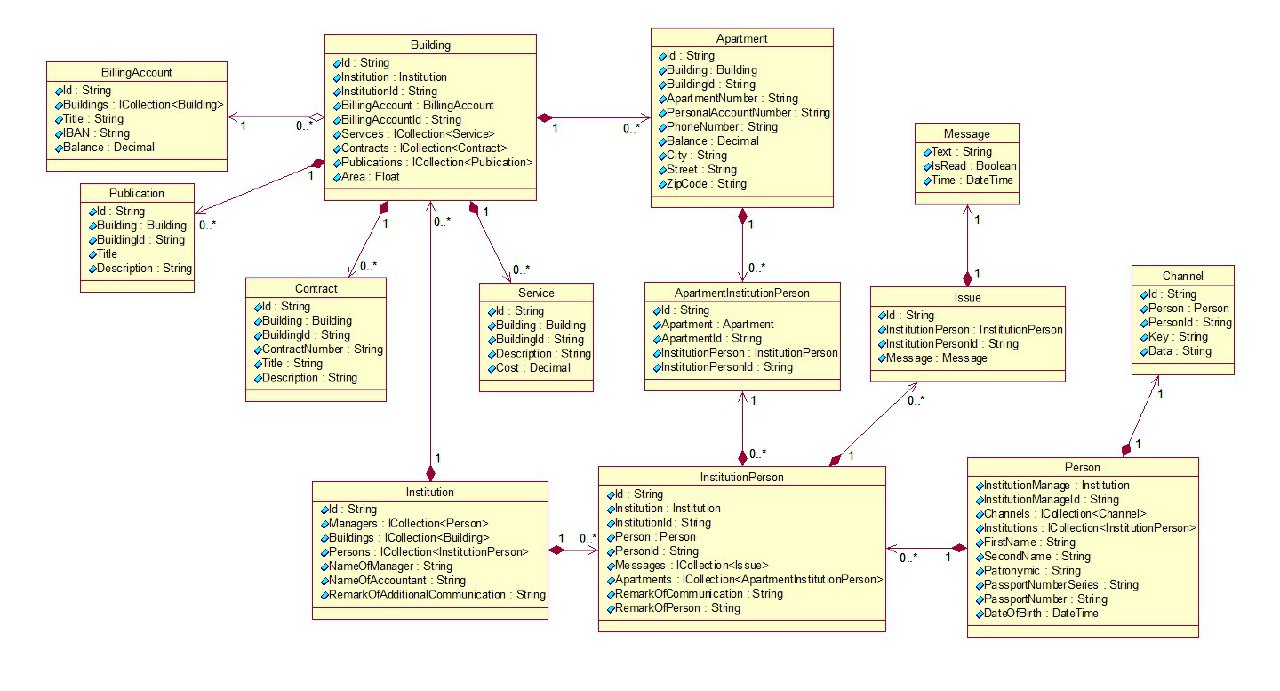 BillingAccount
Id : String
Buildings : ICollection<Building>
Title : String
IBAN : String
Balance : Decimal
1
0..*
Building
Id : String
Institution : Institution
InstitutionId : String
BillingAccount : BillingAccount
BillingAccountId : String
Servces : ICollection<Service>
Contracts : ICollection<Contract>
Publications : ICollection<Pubication>
Area : Float
1
0..*
Apartment
Id : String
Building : Building
BuildingId : String
ApartmentNumber : String
PersonalAccountNumber : String
PhoneNumber : String
Balance : Decimal
City : String
Street : String
ZipCode : String
Message
Text : String
IsRead : Boolean
Time : DateTime
Publication
Id : String
Building : Building
BuildingId : String
Title
Description : String
1
0..*
1
0..*
0..*
1
1
0..*
1
0..*
1
1
Contract
Id : String
Building : Building
BuildingId : String
ContractNumber : String
Title : String
Description : String
Service
Id : String
Building : Building
BuildingId : String
Description : String
Cost : Decimal
ApartmentInstitutionPerson
Id : String
Apartment : Apartment
ApartmentId : String
InstitutionPerson : InstitutionPerson
InstitutionPersonId : String
Issue
Id : String
InstitutionPerson : InstitutionPerson
InstitutionPersonId : String
Message : Message
Channel
Id : String
Person : Person
PersonId : String
Key : String
Data : String
1
0..*
0..*
1
1
1
Institution
Id : String
Managers : ICollection<Person>
Buildings : ICollection<Building>
Persons : ICollection<InstitutionPerson>
NameOfManager : String
NameOfAccountant : String
RemarkOfAdditionalCommunication : String
1
0..*
InstitutionPerson
Id : String
Institution : Institution
InstitutionId : String
Person : Person
PersonId : String
Messages : ICollection<Issue>
Apartments : ICollection<ApartmentInstitutionPerson>
RemarkOfCommunication : String
RemarkOfPerson : String
0..*
1
Person
InstitutionManage : Institution
InstitutionManageId : String
Channels : ICollection<Channel>
Institutions : ICollection<InstitutionPerson>
FirstName : String
SecondName : String
Patronymic : String
PassportNumberSeries : String
PassportNumber : String
DateOfBirth : DateTime